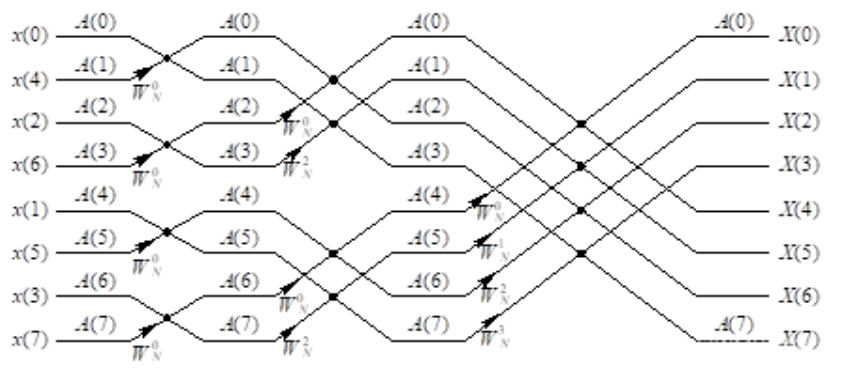 x(0) A(0) A(0) A(0) A(0) X(0)
x(4) A(1) A(1) A(1) X(1)
W_N^0
x(2) A(2) A(2) A(2) X(2)
W_N^0
x(6) A(3) A(3) A(3) X(3)
W_N^0 W_N^2
x(1) A(4) A(4) A(4) X(4)
W_N^0
x(5) A(5) A(5) A(5) X(5)
W_N^0 W_N^1
x(3) A(6) A(6) A(6) X(6)
W_N^0 W_N^2
x(7) A(7) A(7) A(7) A(7) X(7)
W_N^0 W_N^2 W_N^3